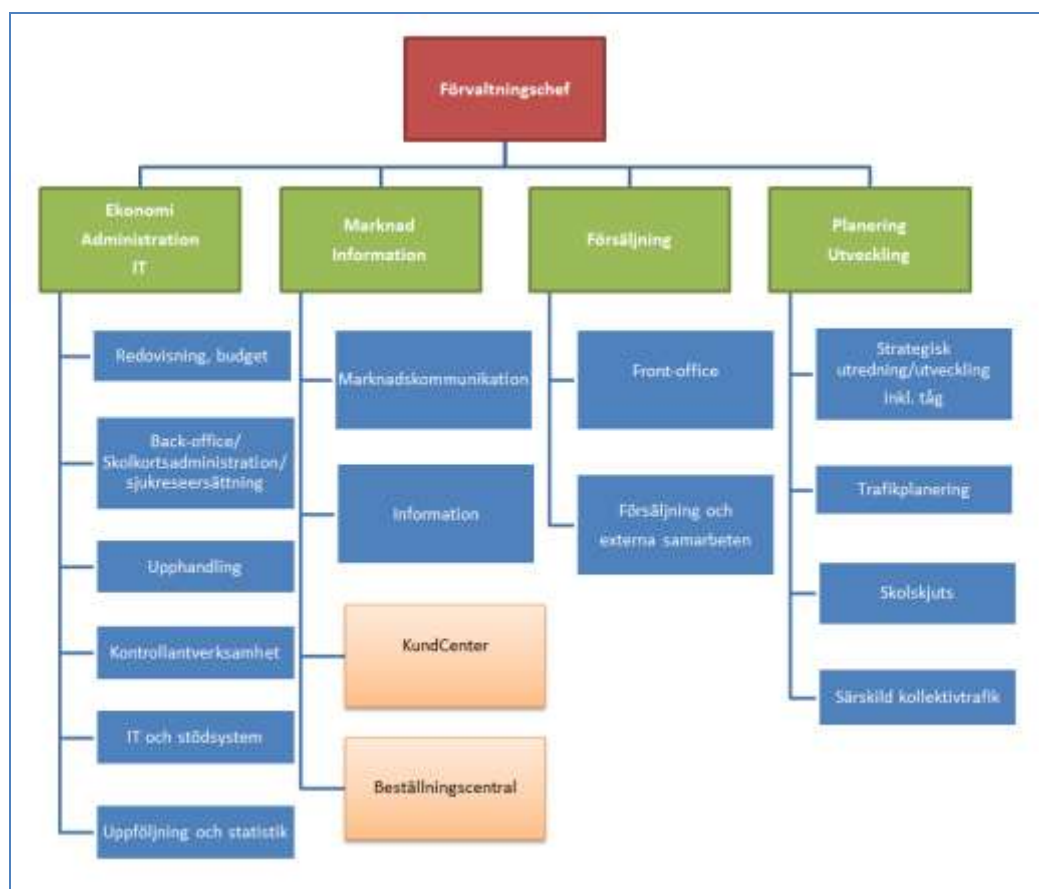 Förvaltningschef
Ekonomi
Administration
IT
Redovisning, budget
Back-office/
Skolkortsadministration/
sjukreseersättning
Upphandling
Kontrollantverksamhet
IT och stödsystem
Uppföljning och statistik
Marknad
Information
Marknadskommunikation
Information
KundCenter
Beställningscentral
Försäljning
Front-office
Försäljning och
externa samarbeten
Planering
Utveckling
Strategisk
utredning/utveckling
inkl. tåg
Trafikplanering
Skolskjuts
Särskild kollektivtrafik